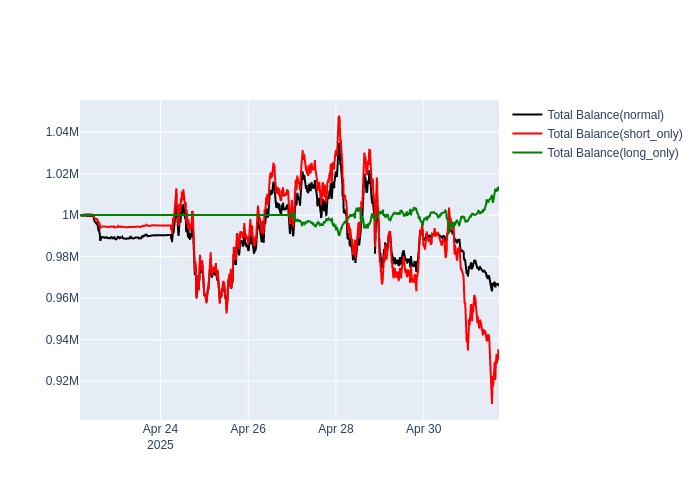 1.04M
1.02M
1M
0.98M
0.96M
0.94M
0.92M
Apr 24
2025
Apr 26
Apr 28
Apr 30
Total Balance(normal)
Total Balance(short_only)
Total Balance(long_only)